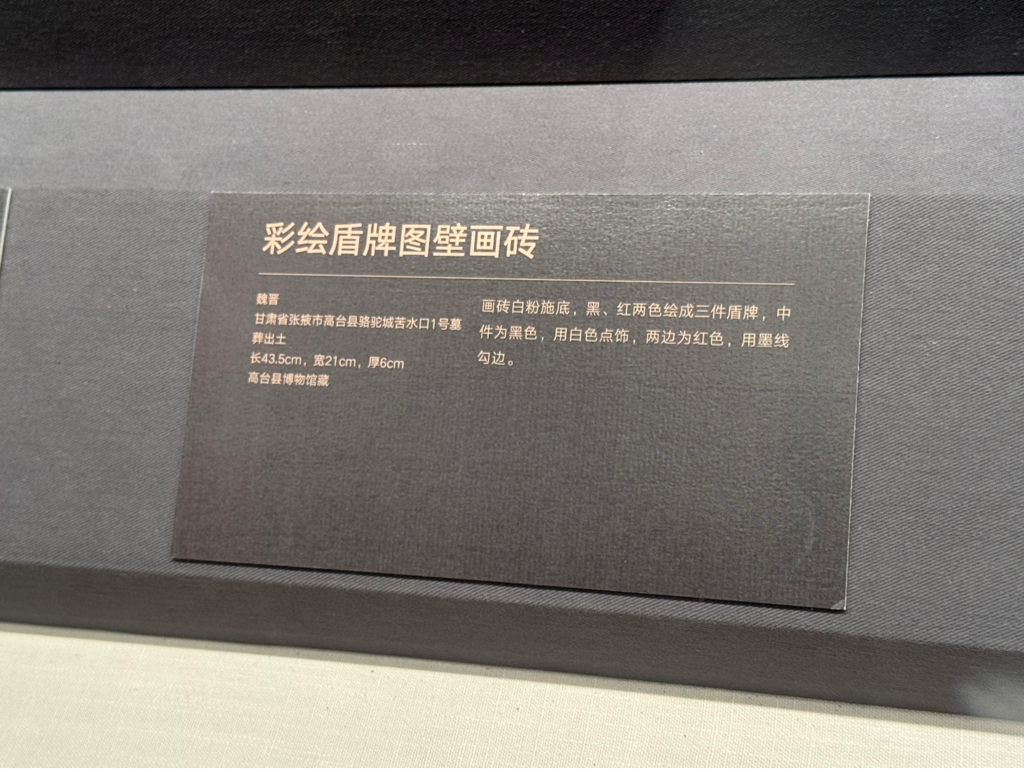 彩绘盾牌图壁画砖
魏晋
甘肃省张掖市高台县骆驼城苦水口1号墓
葬出土
长43.5cm，宽21cm，厚6cm
高台县博物馆藏
画砖白粉施底，黑、红两色绘成三件盾牌，中
件为黑色，用白色点饰，两边为红色，用墨线
勾边。